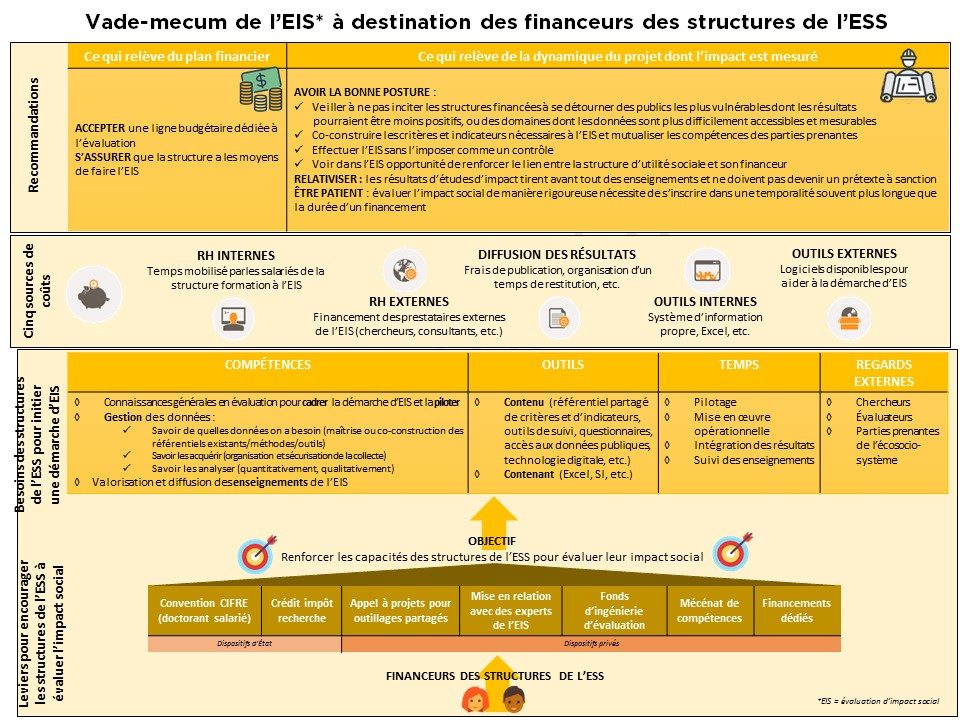 Vade-mecum de l'EIS* à destination des financeurs des structures de l'ESS
Recommandations
Ce qui relève du plan financier
ACCEPTER une ligne budgétaire dédiée à
l'évaluation
S'ASSURER que la structure a les moyens
de faire l'EIS
Ce qui relève de la dynamique du projet dont l'impact est mesuré
AVOIR LA BONNE POSTURE :
✓ Veiller à ne pas inciter les structures financées à se détourner des publics les plus vulnérables dont les résultats
pourraient être moins positifs, ou des domaines dont les données sont plus difficilement accessibles et mesurables
✓ Co-construire les critères et indicateurs nécessaires à l'EIS et mutualiser les compétences des parties prenantes
✓ Effectuer l'EIS sans l'imposer comme un contrôle
✓ Voir dans l'EIS opportunité de renforcer le lien entre la structure d'utilité sociale et son financeur
RELATIVISER : les résultats d'études d'impact tirent avant tout des enseignements et ne doivent pas devenir un prétexte à sanction
ÊTRE PATIENT : évaluer l'impact social de manière rigoureuse nécessite de s'inscrire dans une temporalité souvent plus longue que
la durée d'un financement
Cinq sources de
coûts
RH INTERNES
Temps mobilisé par les salariés de la
structure formation à l'EIS
RH EXTERNES
Financement des prestataires externes
de l'EIS (chercheurs, consultants, etc.)
DIFFUSION DES RÉSULTATS
Frais de publication, organisation d'un
temps de restitution, etc.
OUTILS INTERNES
Système d'information
propre, Excel, etc.
OUTILS EXTERNES
Logiciels disponibles pour
aider à la démarche d'EIS
Besoins des structures
de l'ESS pour initier
une démarche d'EIS
COMPÉTENCES
◊ Connaissances générales en évaluation pour cadrer la démarche d'EIS et la piloter
◊ Gestion des données :
✓ Savoir de quelles données on a besoin (maîtrise ou co-construction des
référentiels existants/méthodes/outils)
✓ Savoir les acquérir (organisation et sécurisation de la collecte)
✓ Savoir les analyser (quantitativement, qualitativement)
◊ Valorisation et diffusion des enseignements de l'EIS
OUTILS
◊ Contenu (référentiel partagé
de critères et d'indicateurs,
outils de suivi, questionnaires,
accès aux données publiques,
technologie digitale, etc.)
◊ Contenant (Excel, SI, etc.)
TEMPS
◊ Pilotage
◊ Mise en œuvre
opérationnelle
◊ Intégration des résultats
◊ Suivi des enseignements
REGARDS
EXTERNES
◊ Chercheurs
◊ Évaluateurs
◊ Parties prenantes
de l'écosocio-
système
Leviers pour encourager
les structures de l'ESS à
évaluer l'impact social
OBJECTIF
Renforcer les capacités des structures de l'ESS pour évaluer leur impact social
Convention CIFRE
(doctorant salarié)
Crédit impôt
recherche
Appel à projets pour
outillages partagés
Mise en relation
avec des experts
de l'EIS
Fonds
d'ingénierie
d'évaluation
Mécénat de
compétences
Financements
dédiés
Dispositifs d'État
Dispositifs privés
FINANCEURS DES STRUCTURES DE L'ESS
*EIS = évaluation d'impact social